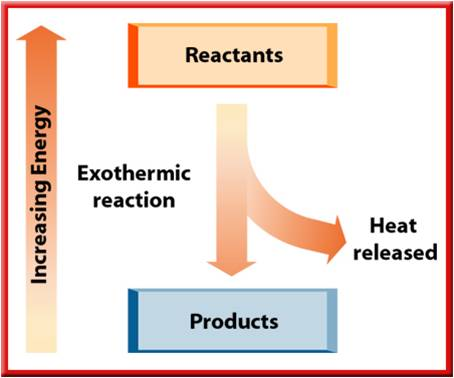 Reactants
Increasing Energy
Exothermic
reaction
Heat
released
Products